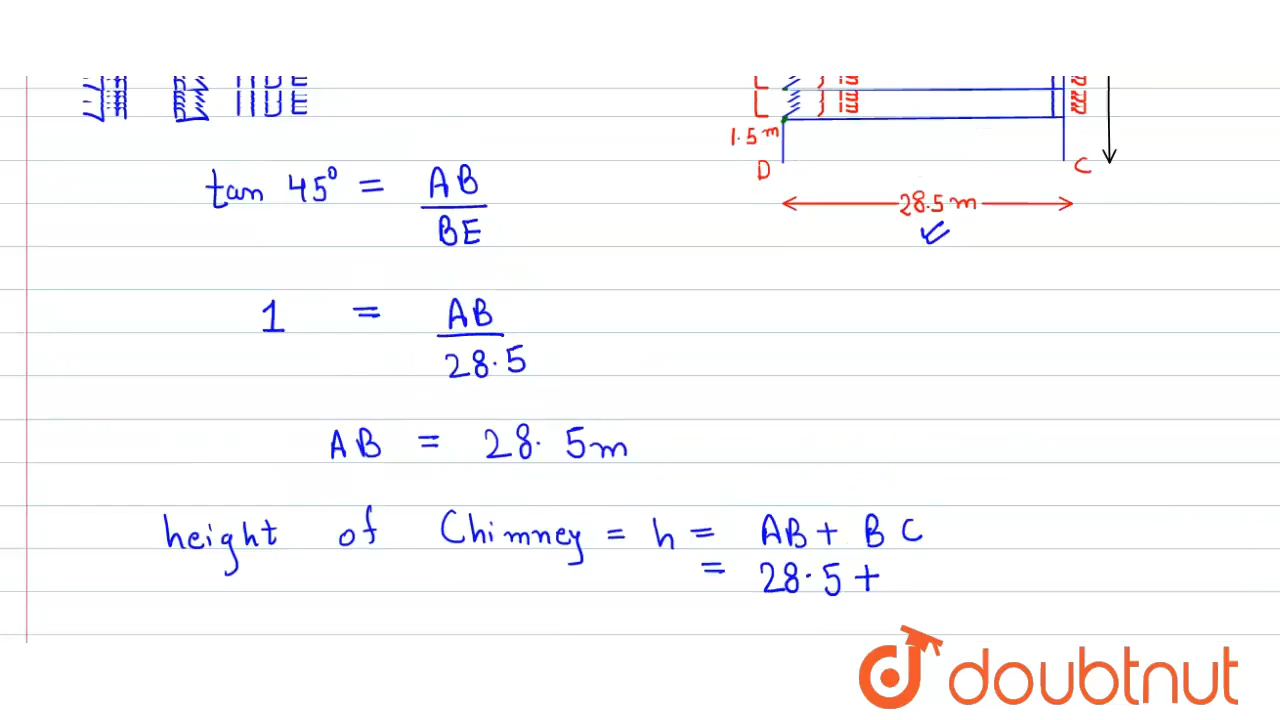 1.5 m
D
C
28.5 m
tan 45° = AB / BE
1 = AB / 28.5
AB = 28. 5m
height of Chimney = h = AB + BC
= 28.5 +
doubtnut